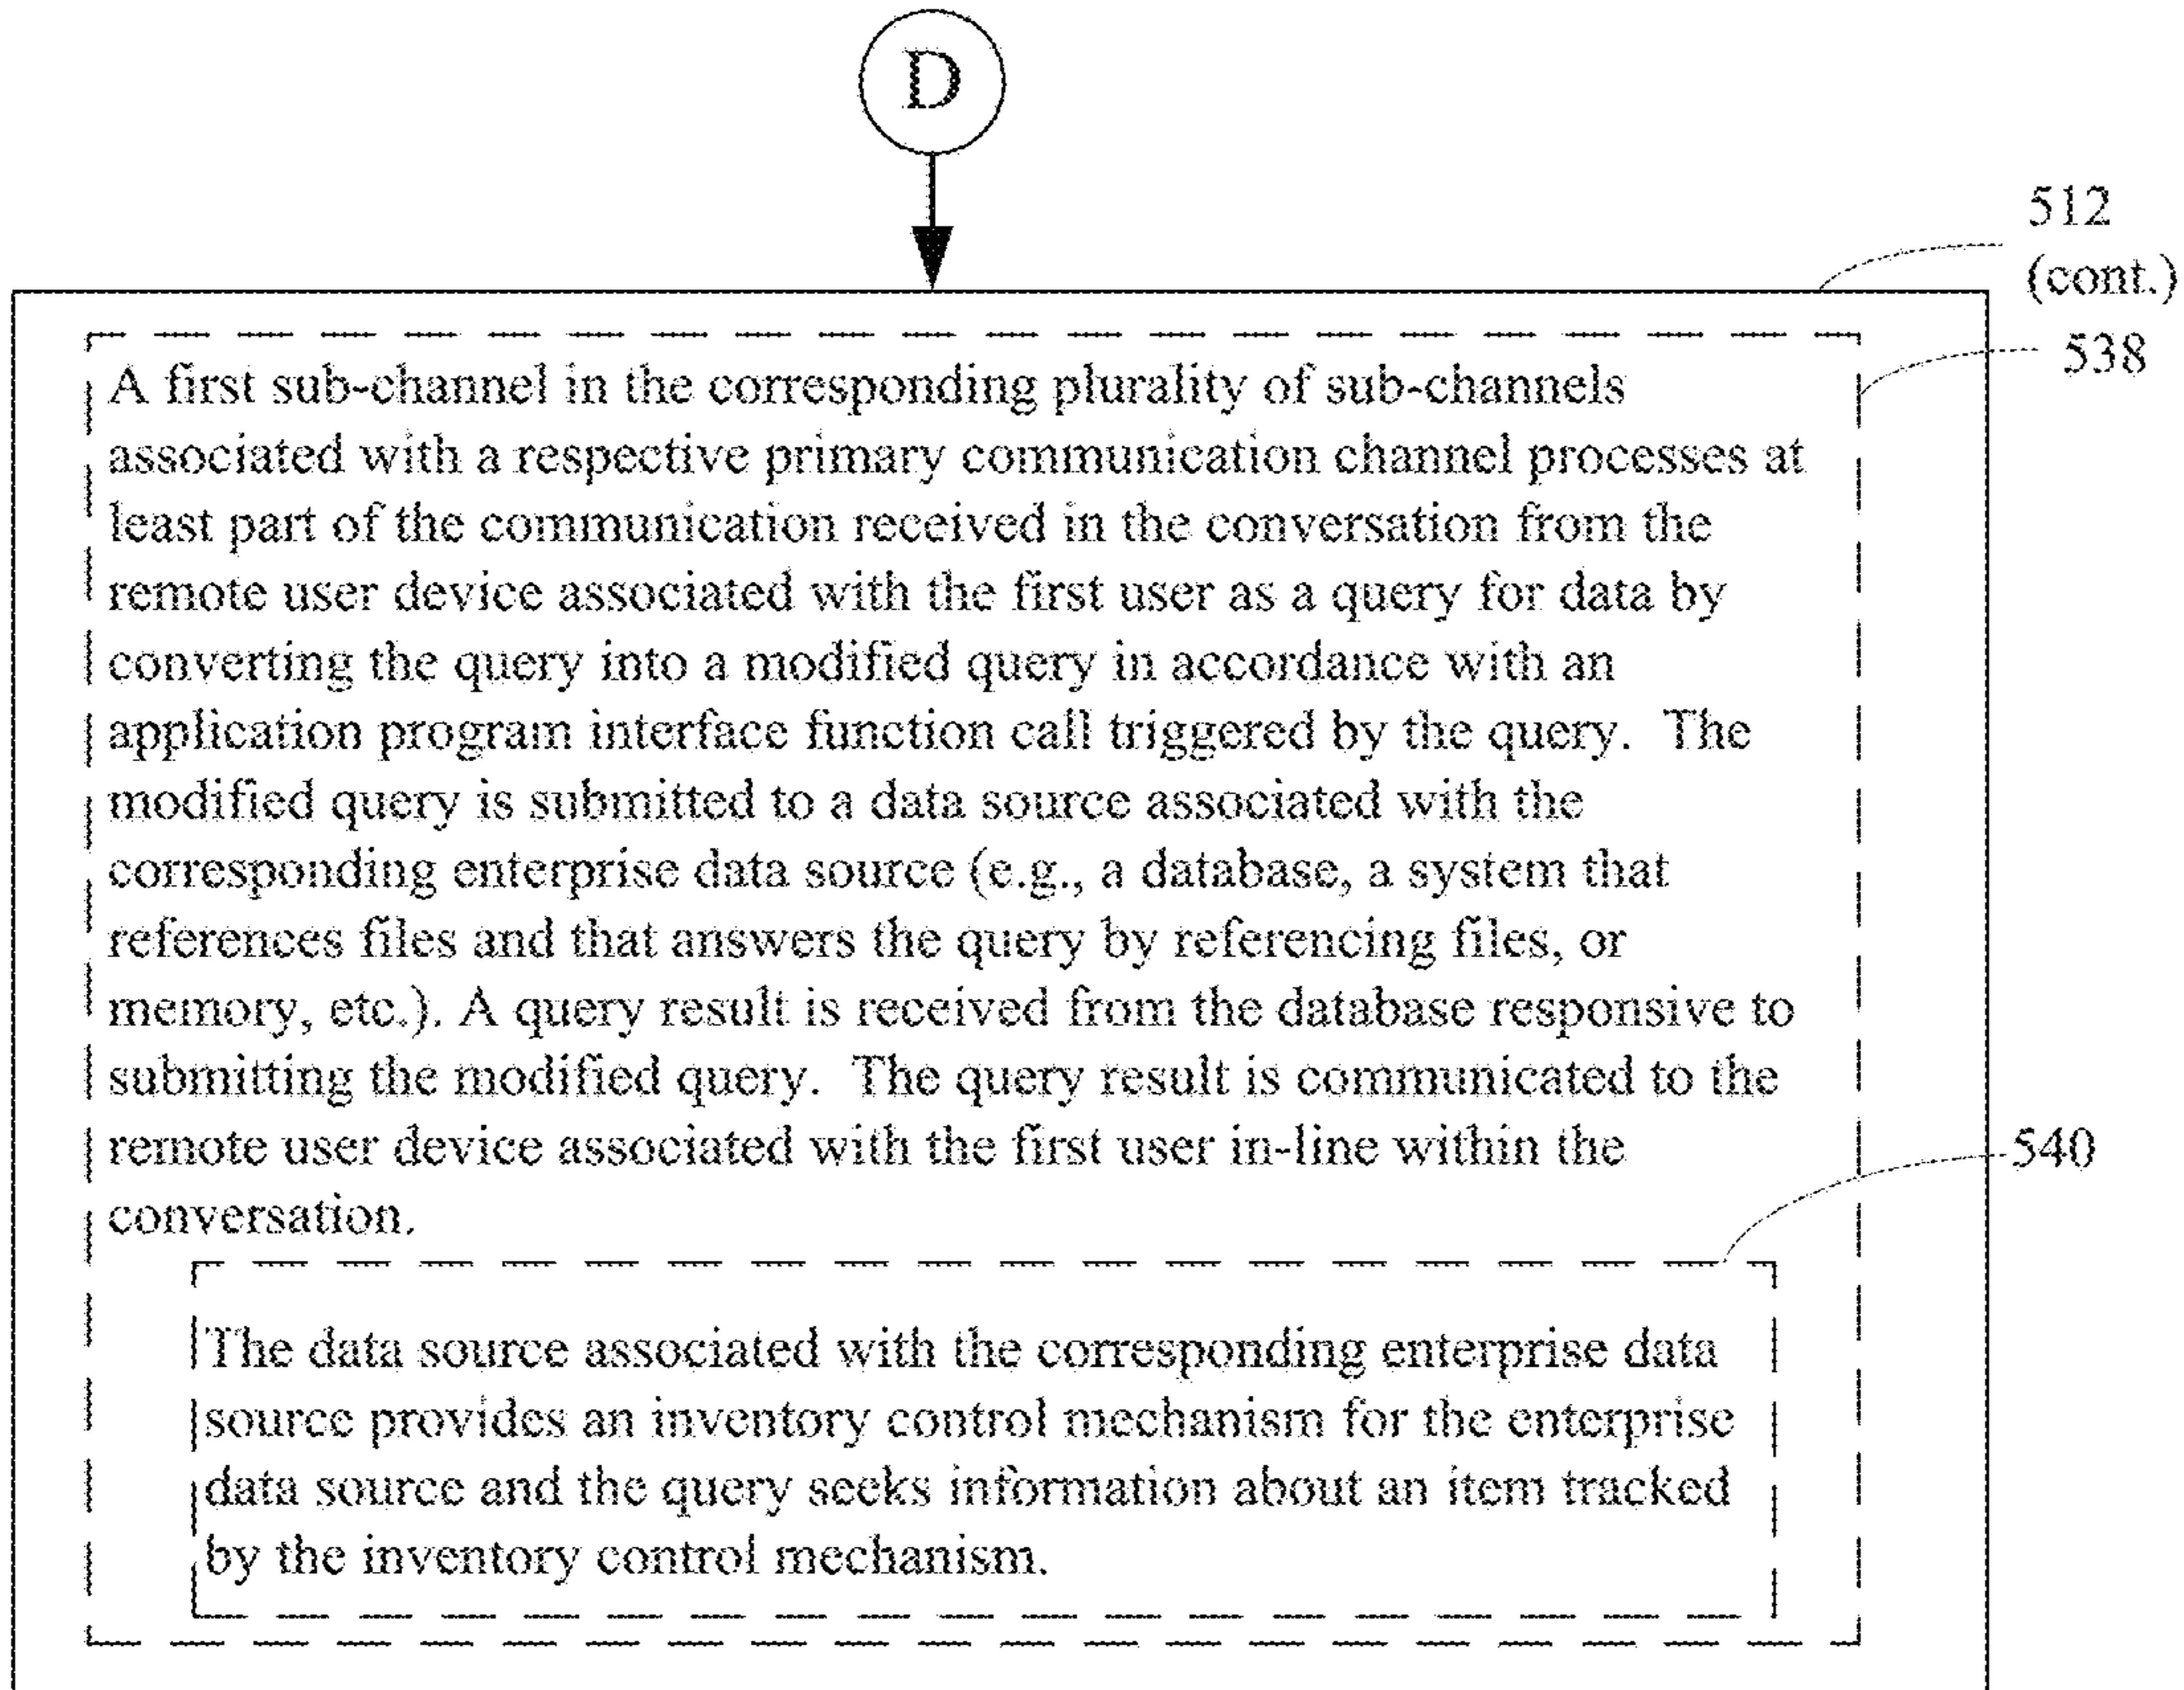 D
512
(cont.)
538
A first sub-channel in the corresponding plurality of sub-channels
associated with a respective primary communication channel processes at
least part of the communication received in the conversation from the
remote user device associated with the first user as a query for data by
converting the query into a modified query in accordance with an
application program interface function call triggered by the query.  The
modified query is submitted to a data source associated with the
corresponding enterprise data source (e.g., a database, a system that
references files and that answers the query by referencing files, or
memory, etc.). A query result is received from the database responsive to
submitting the modified query.  The query result is communicated to the
remote user device associated with the first user in-line within the
conversation.
540
The data source associated with the corresponding enterprise data
source provides an inventory control mechanism for the enterprise
data source and the query seeks information about an item tracked
by the inventory control mechanism.